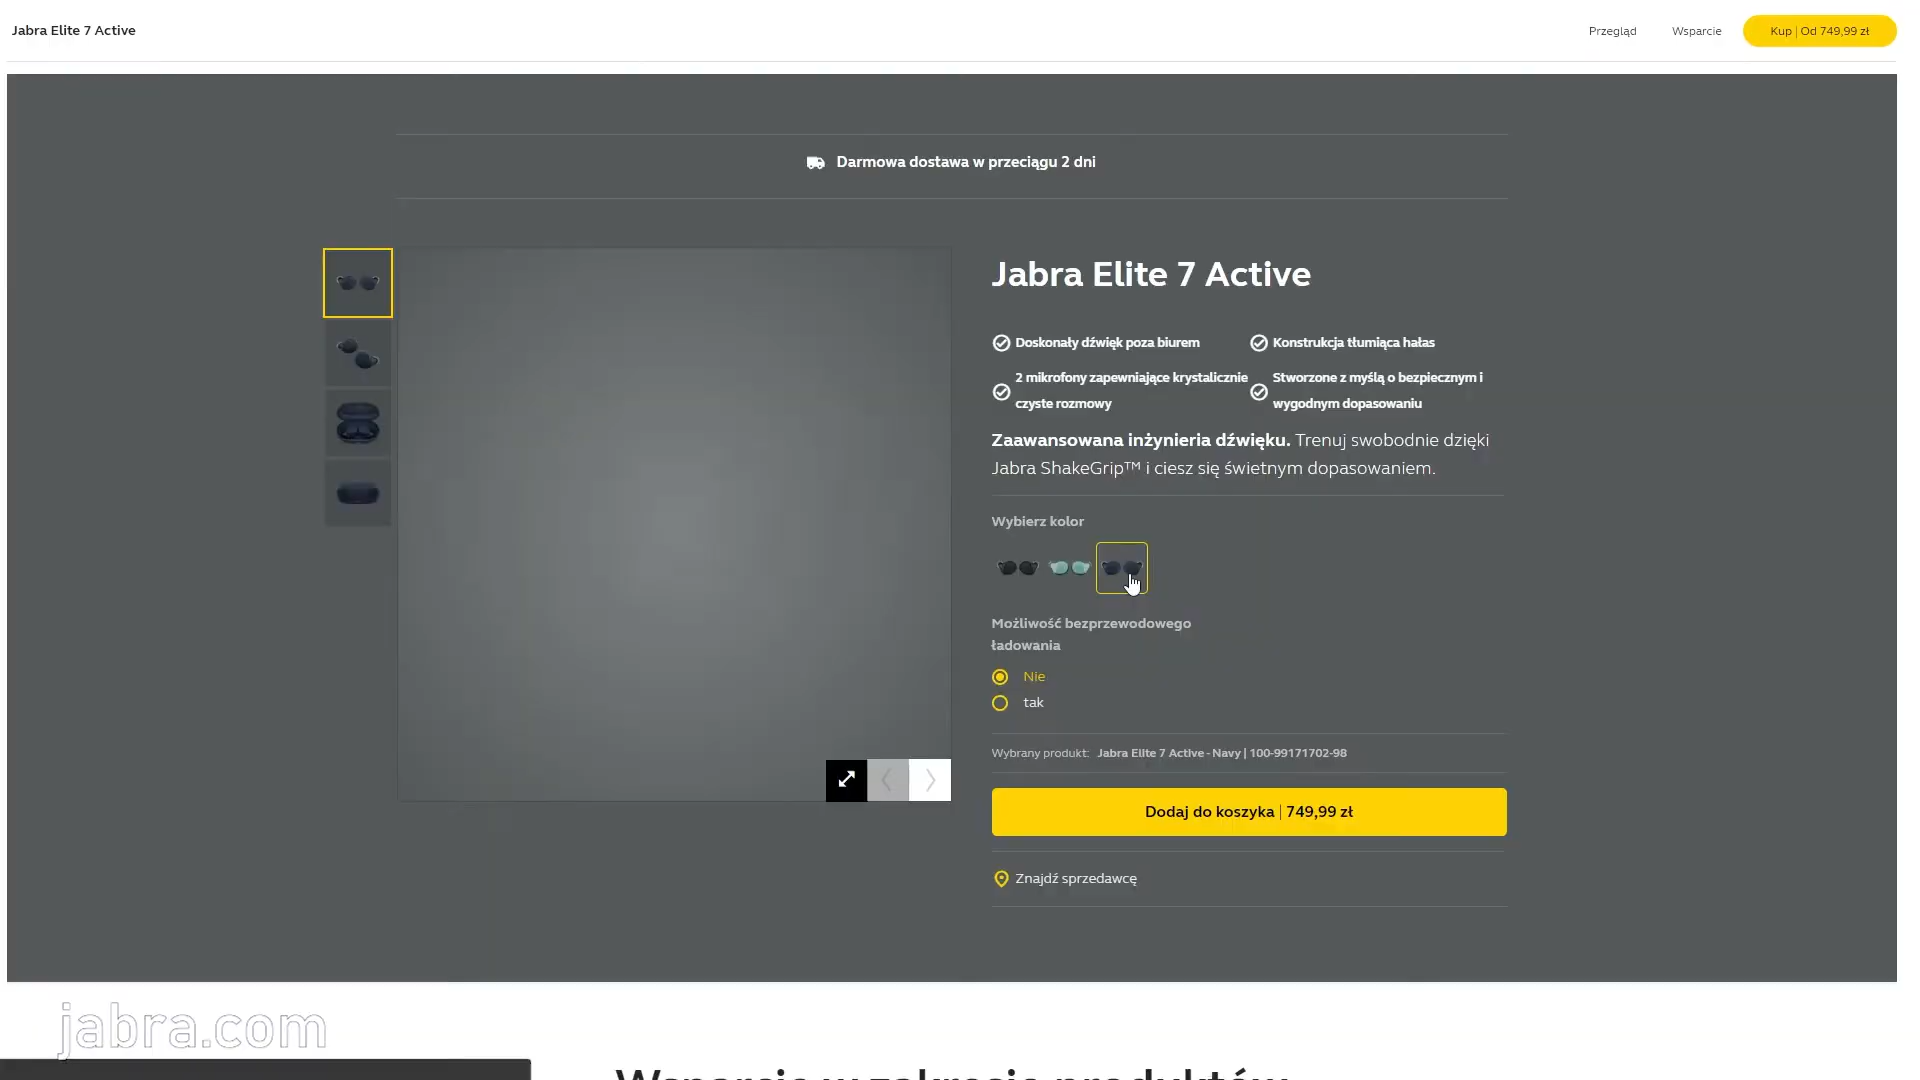 Jabra Elite 7 Active
Przegląd
Wsparcie
Kup | Od 749,99 zł
Darmowa dostawa w przeciągu 2 dni
Jabra Elite 7 Active
Doskonały dźwięk poza biurem
Konstrukcja tłumiąca hałas
2 mikrofony zapewniające krystalicznie
czyste rozmowy
Stworzone z myślą o bezpiecznym i
wygodnym dopasowaniu
Zaawansowana inżynieria dźwięku. Trenuj swobodnie dzięki
Jabra ShakeGrip™ i ciesz się świetnym dopasowaniem.
Wybierz kolor
Możliwość bezprzewodowego
ładowania
Nie
tak
Wybrany produkt: Jabra Elite 7 Active - Navy | 100-99171702-98
Dodaj do koszyka | 749,99 zł
Znajdź sprzedawcę
jabra.com
Wsparcie w zakresie produktów